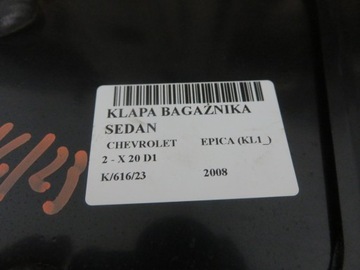 KLAPA BAGAŻNIKA
SEDAN
CHEVROLET EPICA (KL1_)
2 - X 20 D1
K/616/23 2008